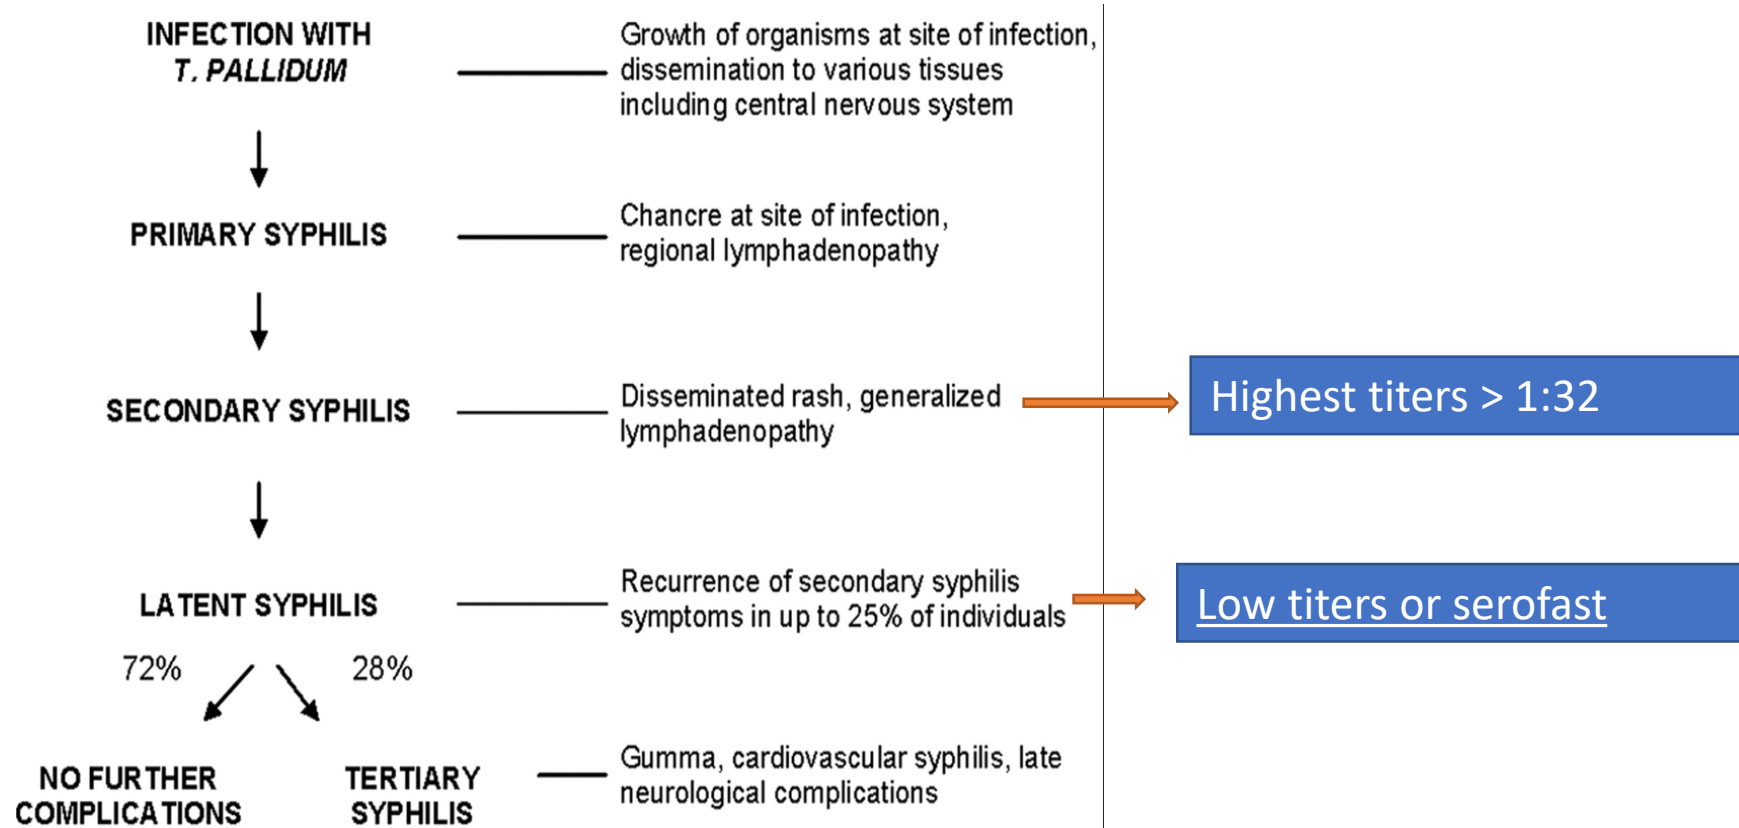 INFECTION WITH
T. PALLIDUM
Growth of organisms at site of infection,
dissemination to various tissues
including central nervous system
PRIMARY SYPHILIS
Chancre at site of infection,
regional lymphadenopathy
SECONDARY SYPHILIS
Disseminated rash, generalized
lymphadenopathy
Highest titers > 1:32
LATENT SYPHILIS
Recurrence of secondary syphilis
symptoms in up to 25% of individuals
Low titers or serofast
72%
28%
NO FURTHER
COMPLICATIONS
TERTIARY
SYPHILIS
Gumma, cardiovascular syphilis, late
neurological complications